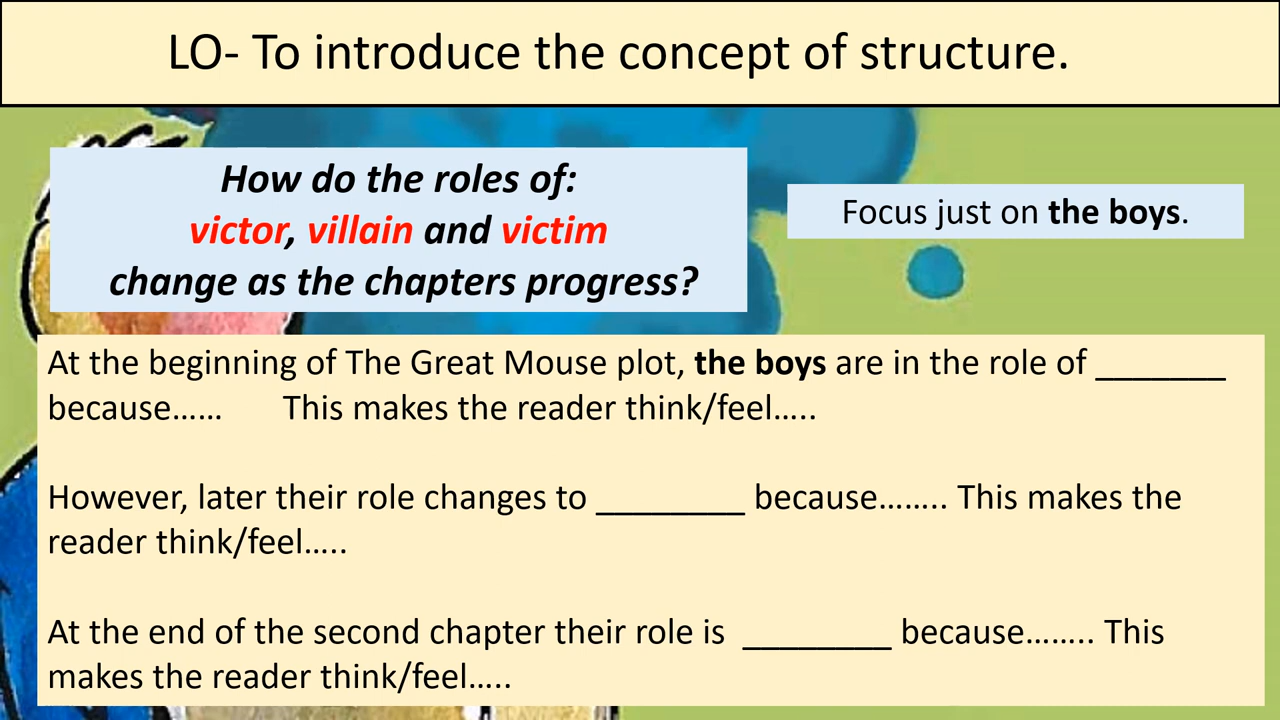 LO- To introduce the concept of structure.
How do the roles of:
victor, villain and victim
change as the chapters progress?
Focus just on the boys.
At the beginning of The Great Mouse plot, the boys are in the role of _______
because…… This makes the reader think/feel…..
However, later their role changes to ________ because…….. This makes the
reader think/feel…..
At the end of the second chapter their role is ________ because…….. This
makes the reader think/feel…..